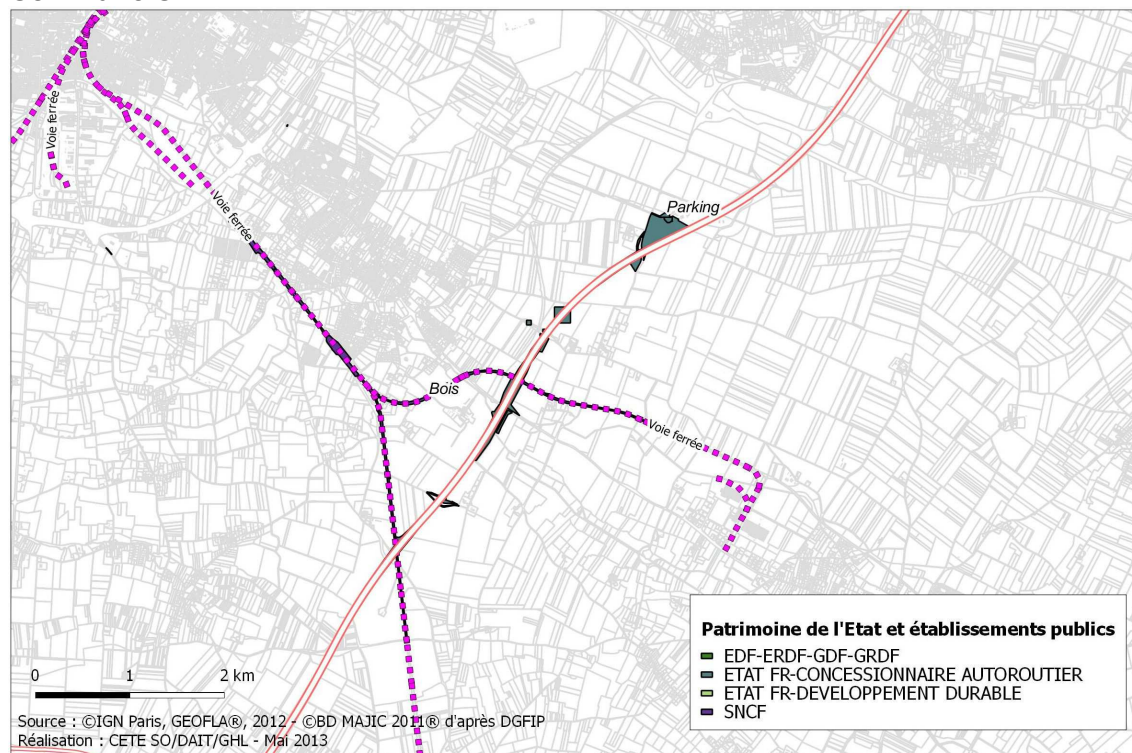 Voie ferrée
Voie ferrée
Parking
Bois
Voie ferrée
Patrimoine de l'Etat et établissements publics
EDF-ERDF-GDF-GRDF
ETAT FR-CONCESSIONNAIRE AUTOROUTIER
ETAT FR-DEVELOPPEMENT DURABLE
SNCF
0 1 2 km
Source : ©IGN Paris, GEOFLA®, 2012 - ©BD MAJIC 2011® d'après DGFIP
Réalisation : CETE SO/DAIT/GHL - Mai 2013